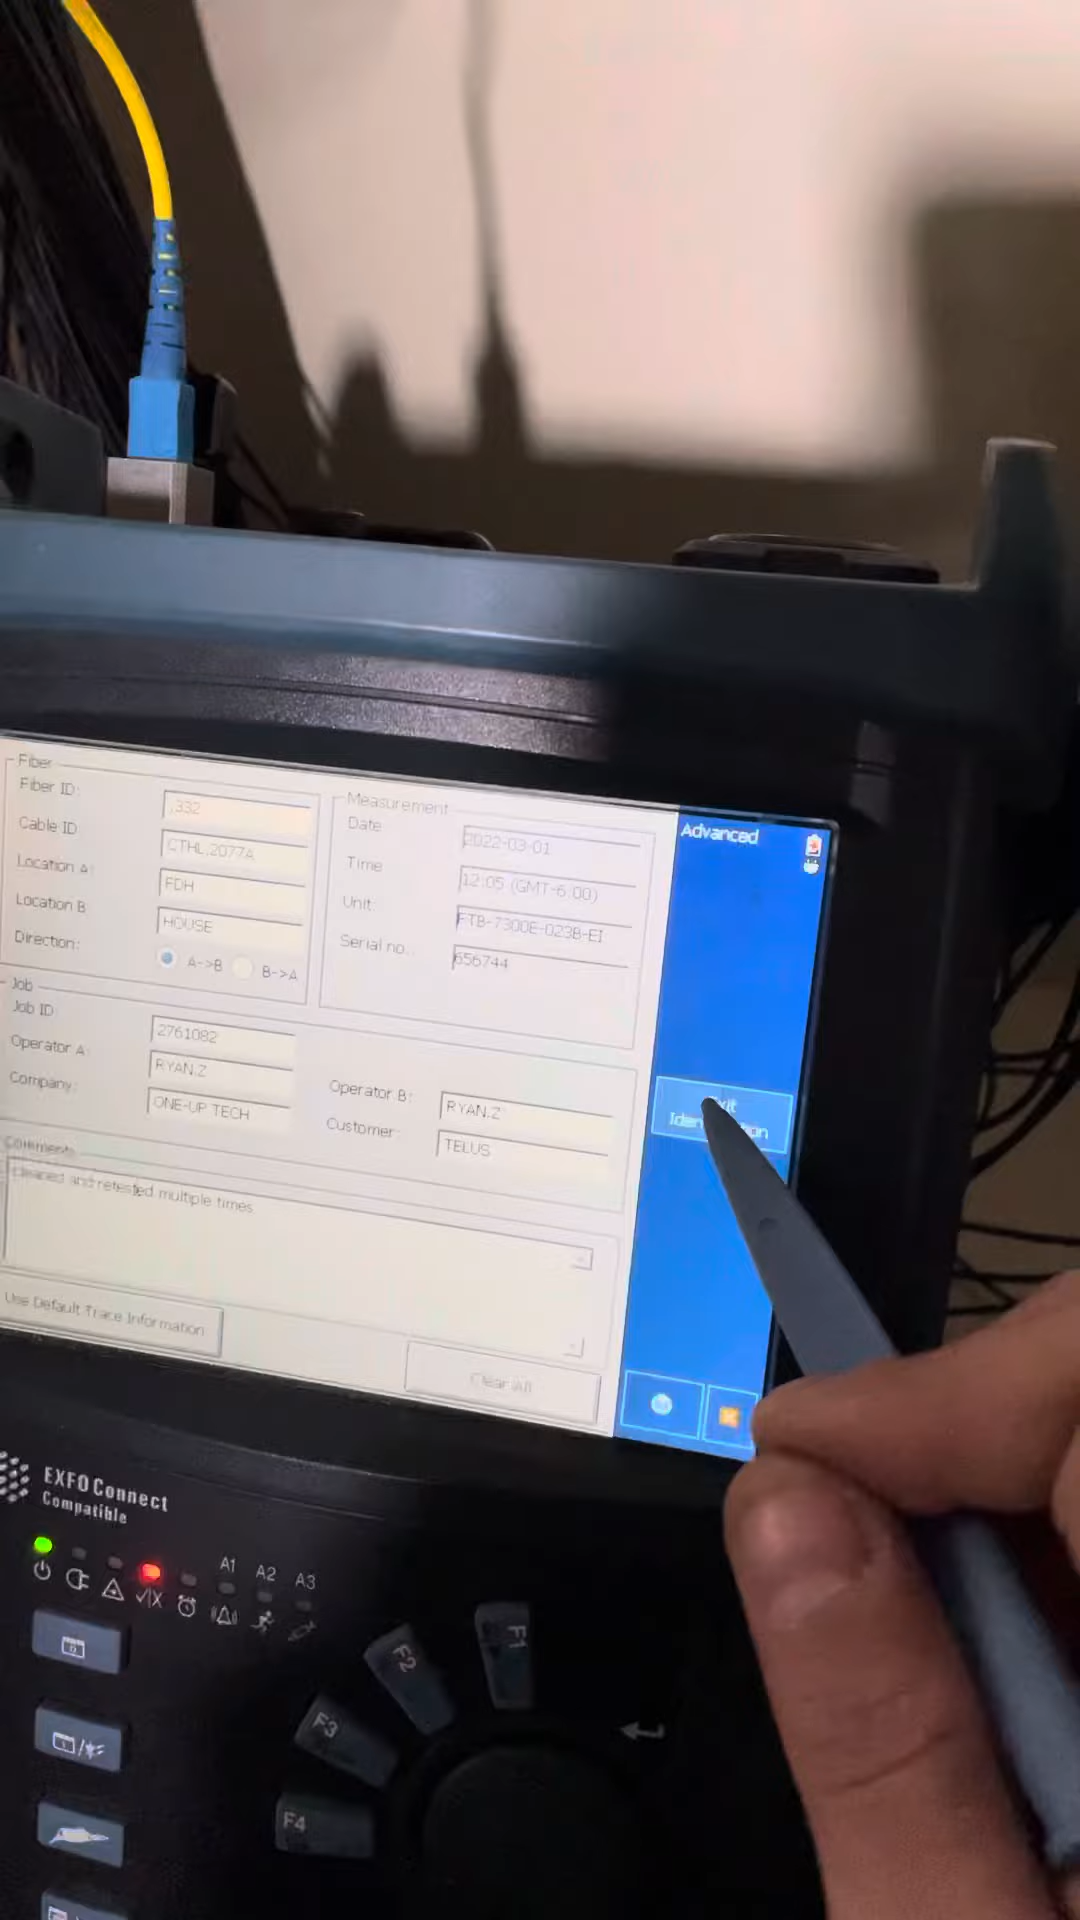 Fiber
Fiber ID: ,332
Cable ID CTHL,2077A
Location A: FDH
Location B HOUSE
Direction: A->B B->A
Measurement
Date 2022-03-01
Time 12:05 (GMT-6:00)
Unit: FTB-7300E-023B-EI
Serial no.. 656744
Job
Job ID 2761082
Operator A: RYAN.Z
Company: ONE-UP TECH
Operator B: RYAN.Z
Customer: TELUS
Comments
Cleaned and retested multiple times
Use Default Trace Information
Clear All
Advanced
Exit
EXFO Connect
Compatible
A1 A2 A3
F1
F2
F3
F4